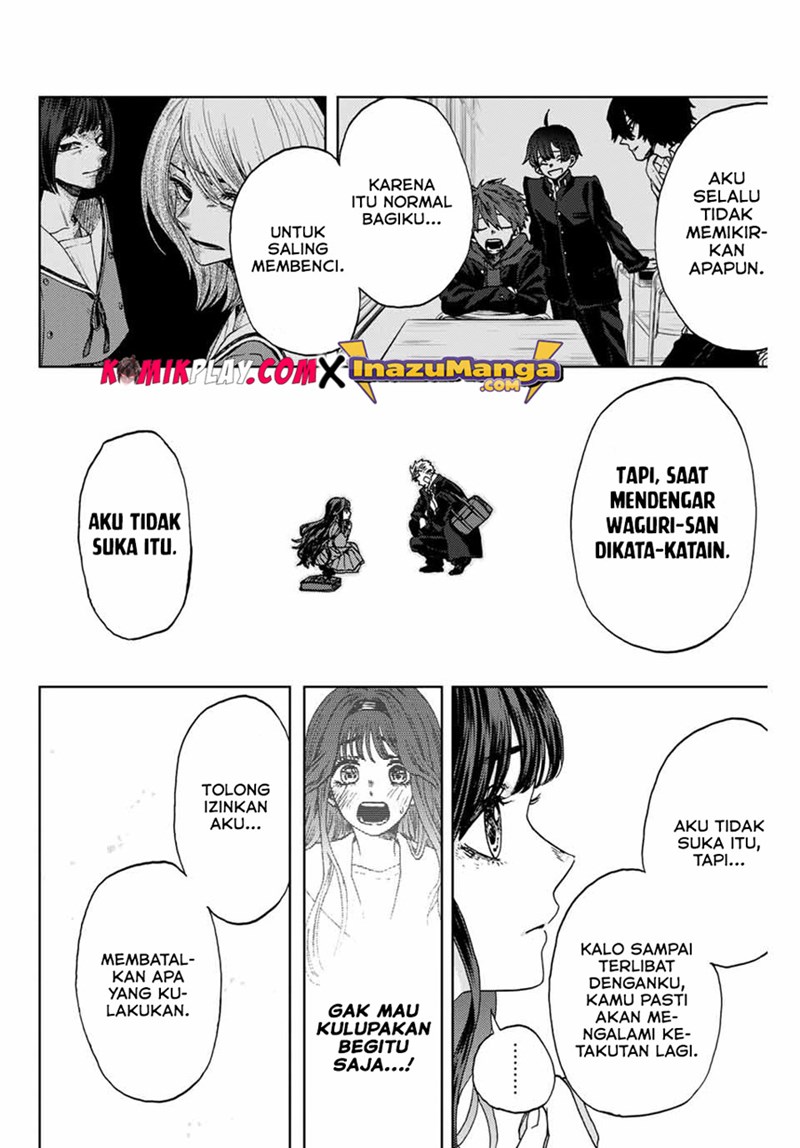 AKU
SELALU
TIDAK
MEMIKIR-
KAN
APAPUN.
KARENA
ITU NORMAL
BAGIKU...
UNTUK
SALING
MEMBENCI.
KOMIKPLAY.COM X InazuManga
.COM
TAPI, SAAT
MENDENGAR
WAGURI-SAN
DIKATA-KATAIN.
AKU TIDAK
SUKA ITU.
AKU TIDAK
SUKA ITU,
TAPI...
KALO SAMPAI
TERLIBAT
DENGANKU,
KAMU PASTI
AKAN ME-
NGALAMI KE-
TAKUTAN LAGI.
GAK MAU
KULUPAKAN
BEGITU
SAJA...!
TOLONG
IZINKAN
AKU...
MEMBATAL-
KAN APA
YANG KU-
LAKUKAN.